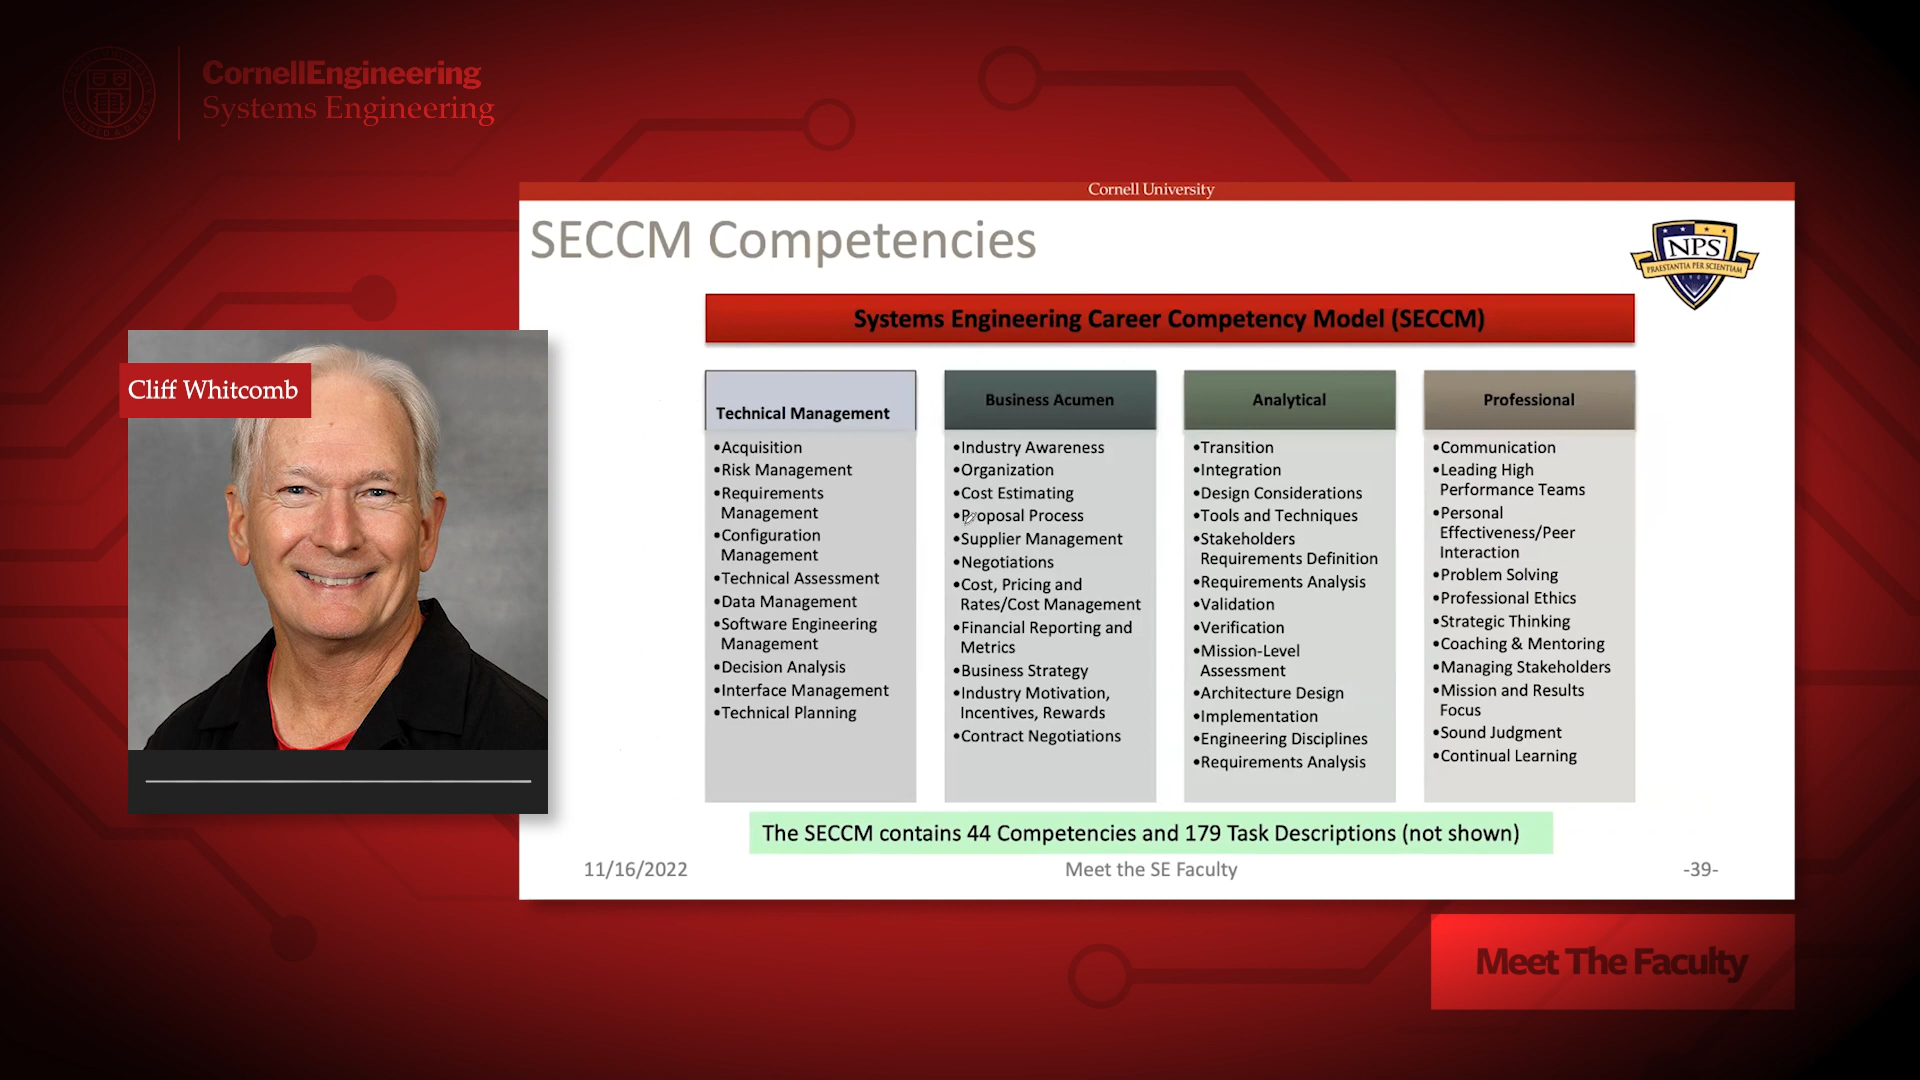 CornellEngineering
Systems Engineering
Cliff Whitcomb
Cornell University
SECCM Competencies
NPS
PRAESTANTIA PER SCIENTIAM
Systems Engineering Career Competency Model (SECCM)
Technical Management
•Acquisition
•Risk Management
•Requirements
Management
•Configuration
Management
•Technical Assessment
•Data Management
•Software Engineering
Management
•Decision Analysis
•Interface Management
•Technical Planning
Business Acumen
•Industry Awareness
•Organization
•Cost Estimating
•Proposal Process
•Supplier Management
•Negotiations
•Cost, Pricing and
Rates/Cost Management
•Financial Reporting and
Metrics
•Business Strategy
•Industry Motivation,
Incentives, Rewards
•Contract Negotiations
Analytical
•Transition
•Integration
•Design Considerations
•Tools and Techniques
•Stakeholders
Requirements Definition
•Requirements Analysis
•Validation
•Verification
•Mission-Level
Assessment
•Architecture Design
•Implementation
•Engineering Disciplines
•Requirements Analysis
Professional
•Communication
•Leading High
Performance Teams
•Personal
Effectiveness/Peer
Interaction
•Problem Solving
•Professional Ethics
•Strategic Thinking
•Coaching & Mentoring
•Managing Stakeholders
•Mission and Results
Focus
•Sound Judgment
•Continual Learning
The SECCM contains 44 Competencies and 179 Task Descriptions (not shown)
11/16/2022
Meet the SE Faculty
-39-
Meet The Faculty